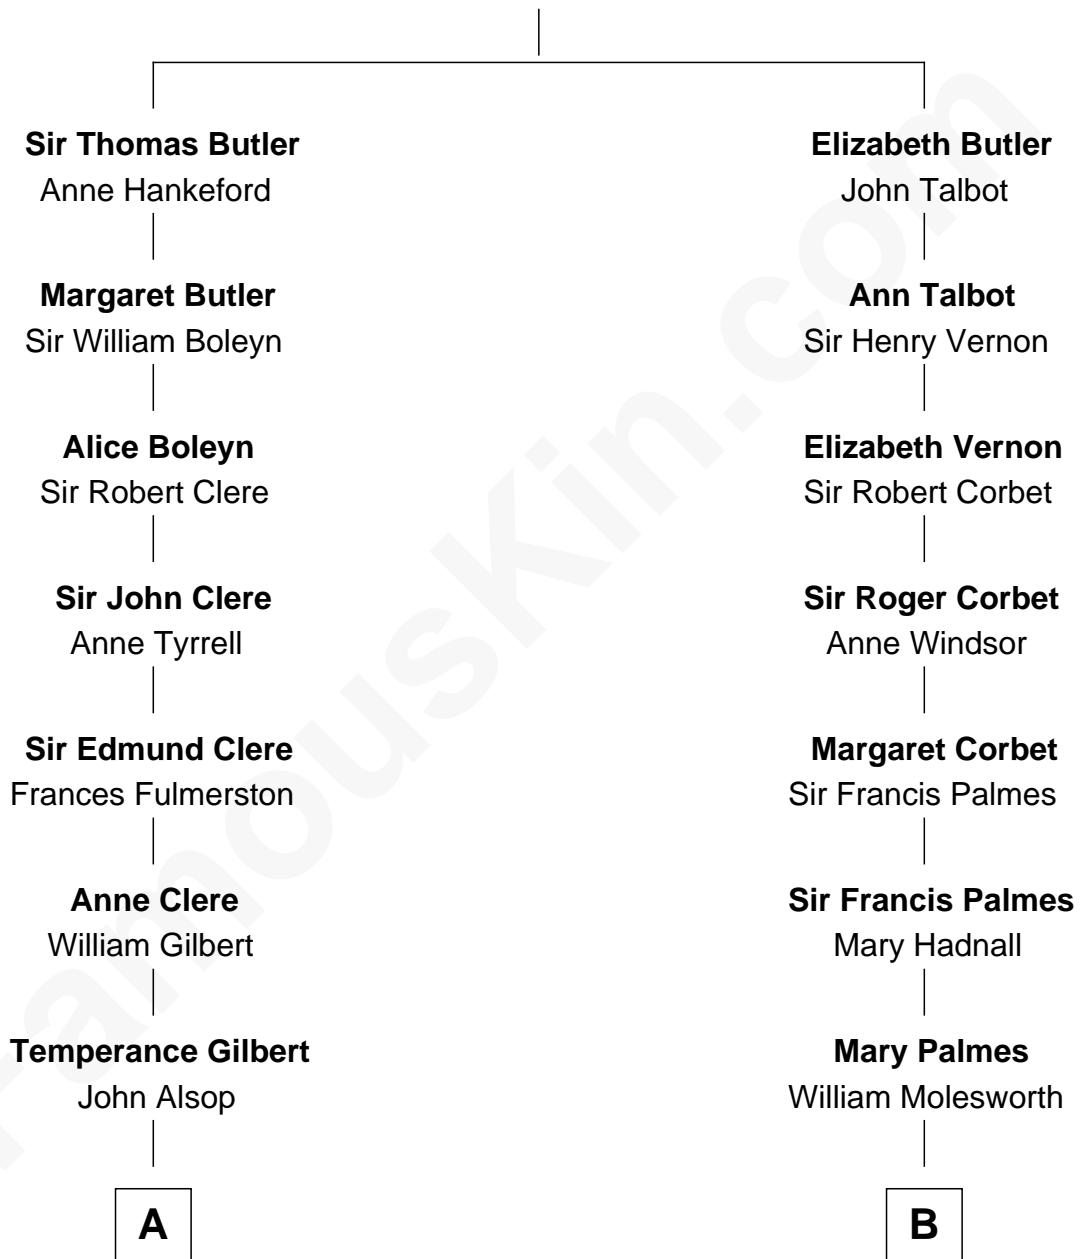 Sir Thomas Butler
Anne Hankeford
Margaret Butler
Sir William Boleyn
Alice Boleyn
Sir Robert Clere
Sir John Clere
Anne Tyrrell
Sir Edmund Clere
Frances Fulmerston
Anne Clere
William Gilbert
Temperance Gilbert
John Alsop
A
Elizabeth Butler
John Talbot
Ann Talbot
Sir Henry Vernon
Elizabeth Vernon
Sir Robert Corbet
Sir Roger Corbet
Anne Windsor
Margaret Corbet
Sir Francis Palmes
Sir Francis Palmes
Mary Hadnall
Mary Palmes
William Molesworth
B
FamousKin.com